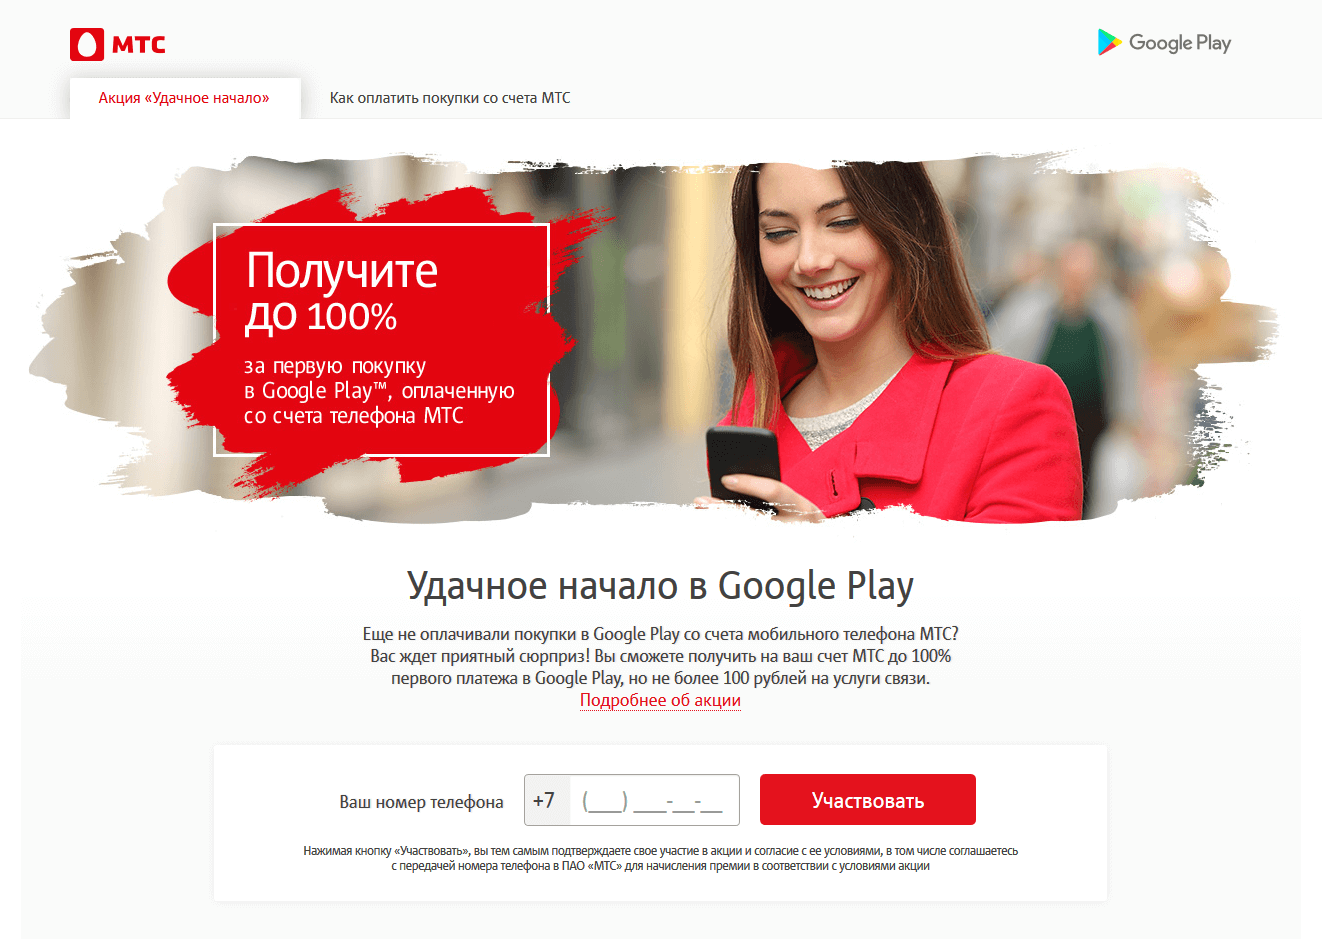 МТС
Google Play
Акция «Удачное начало»
Как оплатить покупки со счета МТС
Получите
ДО 100%
за первую покупку
в Google Play™, оплаченную
со счета телефона МТС
Удачное начало в Google Play
Еще не оплачивали покупки в Google Play со счета мобильного телефона МТС?
Вас ждет приятный сюрприз! Вы сможете получить на ваш счет МТС до 100%
первого платежа в Google Play, но не более 100 рублей на услуги связи.
Подробнее об акции
Ваш номер телефона
+7 (___) ___-__-__
Участвовать
Нажимая кнопку «Участвовать», вы тем самым подтверждаете свое участие в акции и согласие с ее условиями, в том числе соглашаетесь
с передачей номера телефона в ПАО «МТС» для начисления премии в соответствии с условиями акции